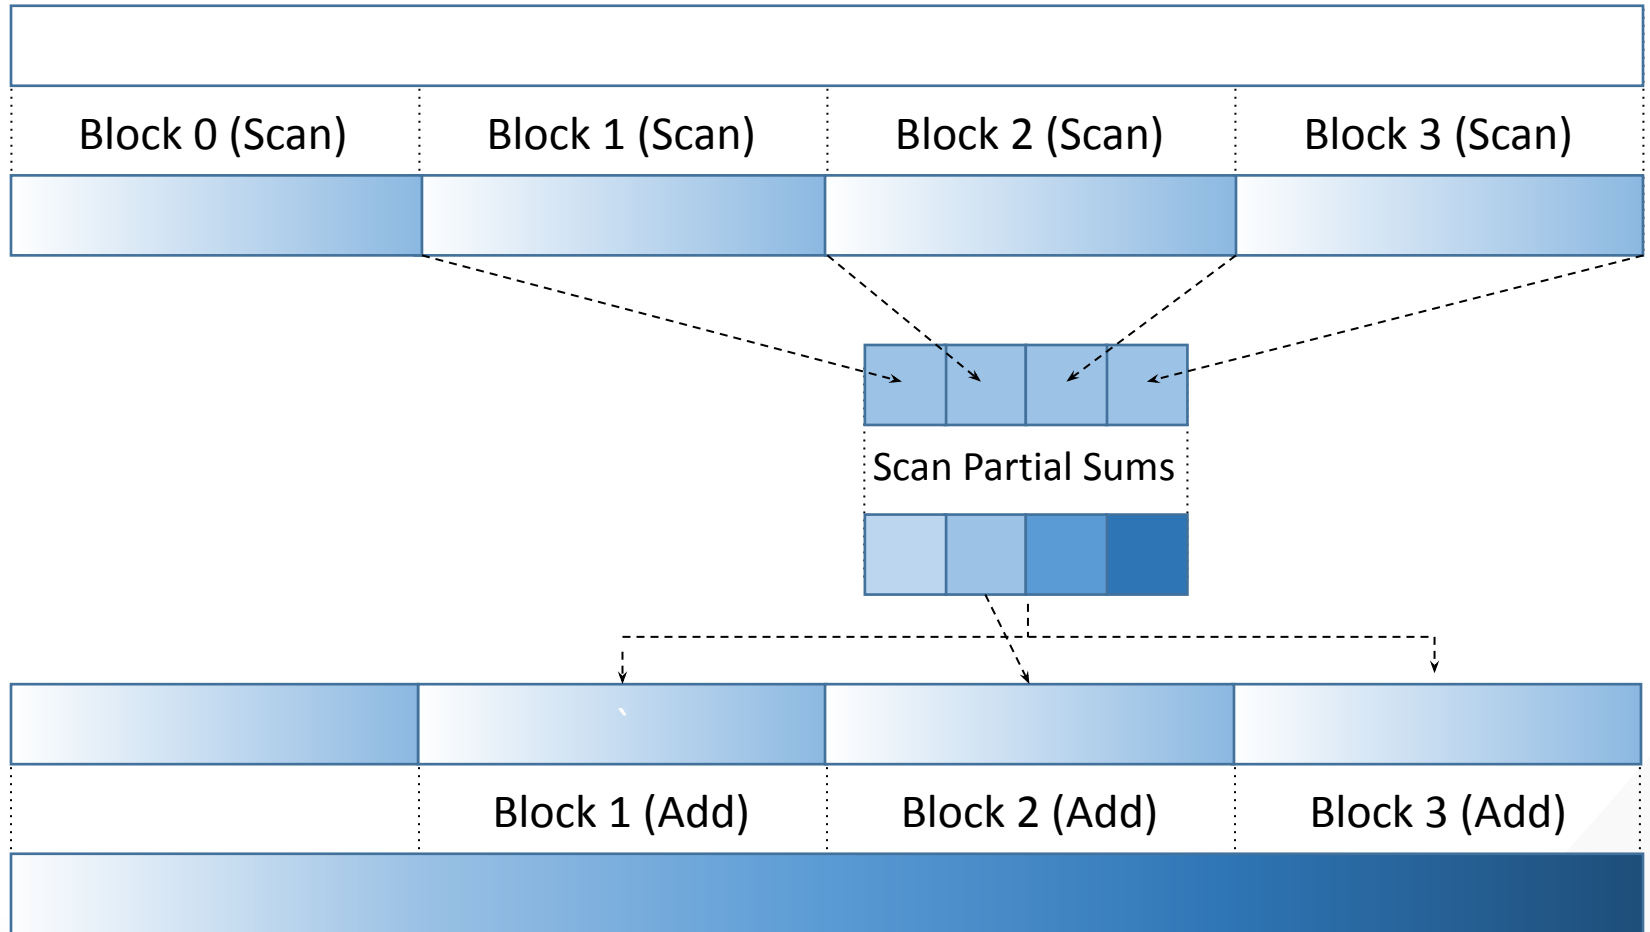 Block 0 (Scan) Block 1 (Scan) Block 2 (Scan) Block 3 (Scan)
Scan Partial Sums
`
Block 1 (Add) Block 2 (Add) Block 3 (Add)